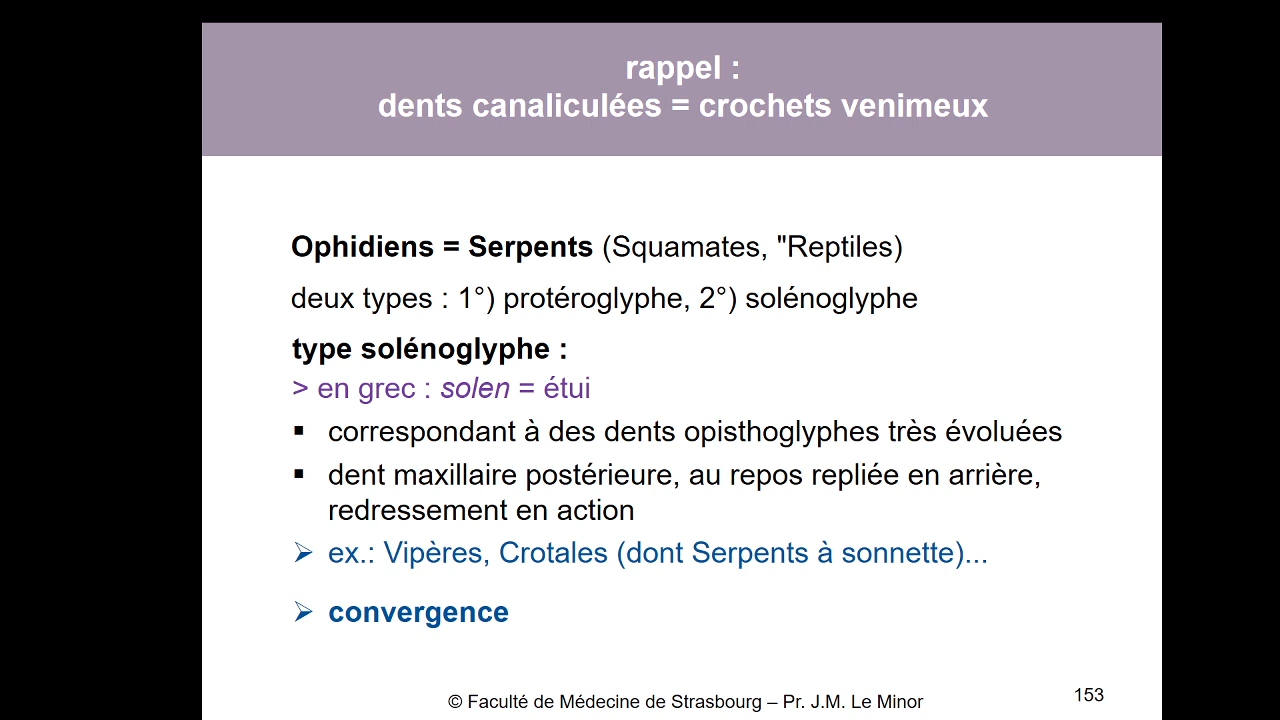 rappel :
dents canaliculées = crochets venimeux
Ophidiens = Serpents (Squamates, "Reptiles)
deux types : 1°) protéroglyphe, 2°) solénoglyphe
type solénoglyphe :
> en grec : solen = étui
▪ correspondant à des dents opisthoglyphes très évoluées
▪ dent maxillaire postérieure, au repos repliée en arrière,
redressement en action
➢ ex.: Vipères, Crotales (dont Serpents à sonnette)...
➢ convergence
© Faculté de Médecine de Strasbourg – Pr. J.M. Le Minor
153